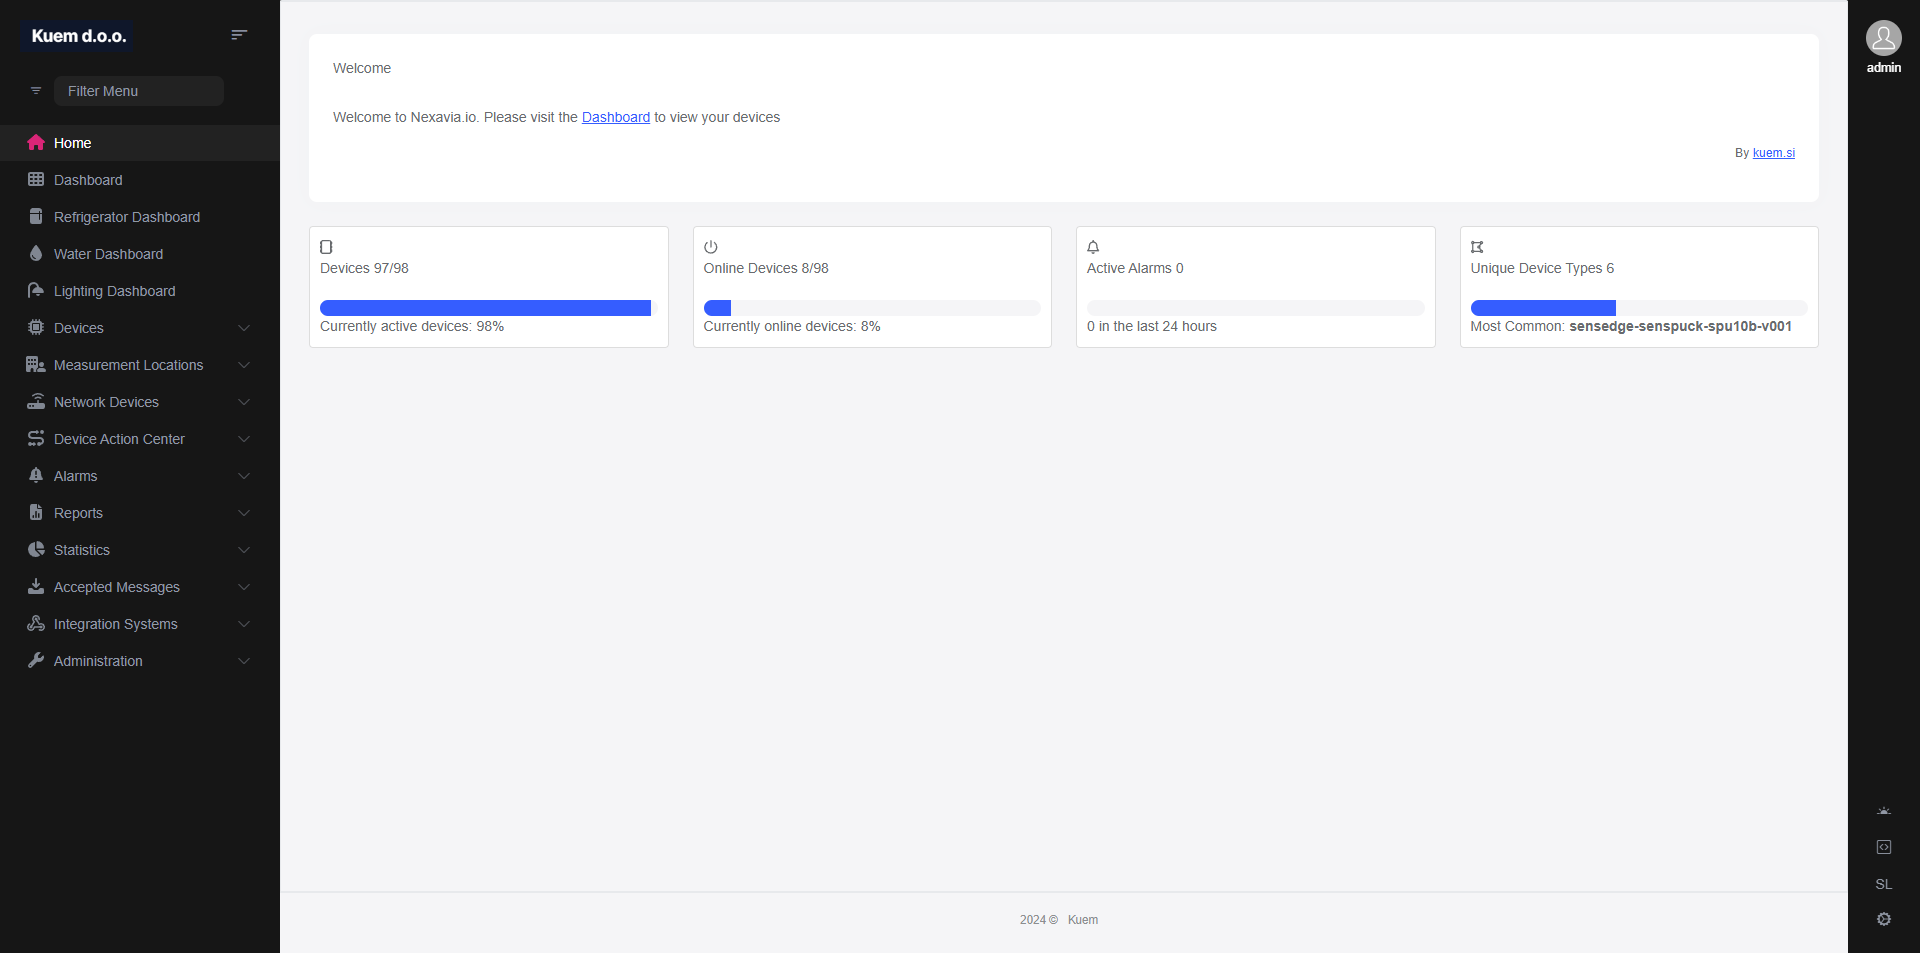 Kuem d.o.o.
Filter Menu
Home
Dashboard
Refrigerator Dashboard
Water Dashboard
Lighting Dashboard
Devices
Measurement Locations
Network Devices
Device Action Center
Alarms
Reports
Statistics
Accepted Messages
Integration Systems
Administration
Welcome
Welcome to Nexavia.io. Please visit the Dashboard to view your devices
By kuem.si
Devices 97/98
Currently active devices: 98%
Online Devices 8/98
Currently online devices: 8%
Active Alarms 0
0 in the last 24 hours
Unique Device Types 6
Most Common: sensedge-senspuck-spu10b-v001
2024 © Kuem
admin
SL